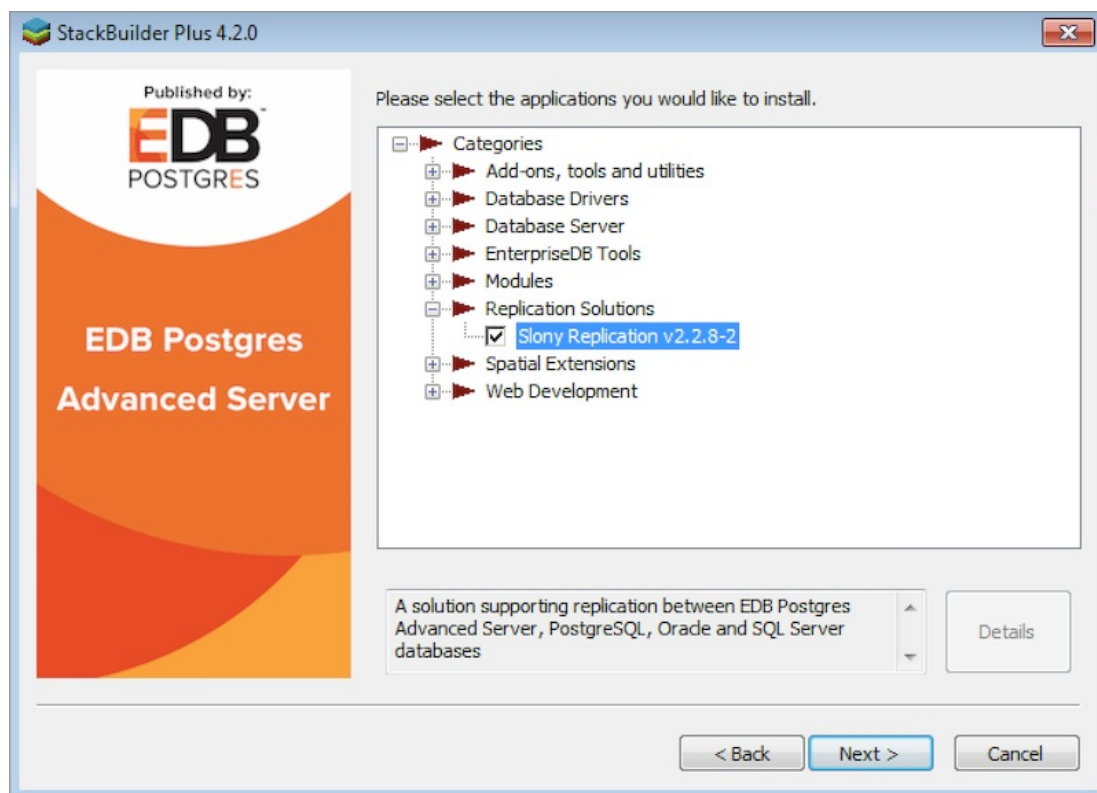 StackBuilder Plus 4.2.0
Published by:
EDB™
POSTGRES
EDB Postgres
Advanced Server
Please select the applications you would like to install.
Categories
Add-ons, tools and utilities
Database Drivers
Database Server
EnterpriseDB Tools
Modules
Replication Solutions
Slony Replication v2.2.8-2
Spatial Extensions
Web Development
A solution supporting replication between EDB Postgres
Advanced Server, PostgreSQL, Oracle and SQL Server
databases
Details
< Back
Next >
Cancel